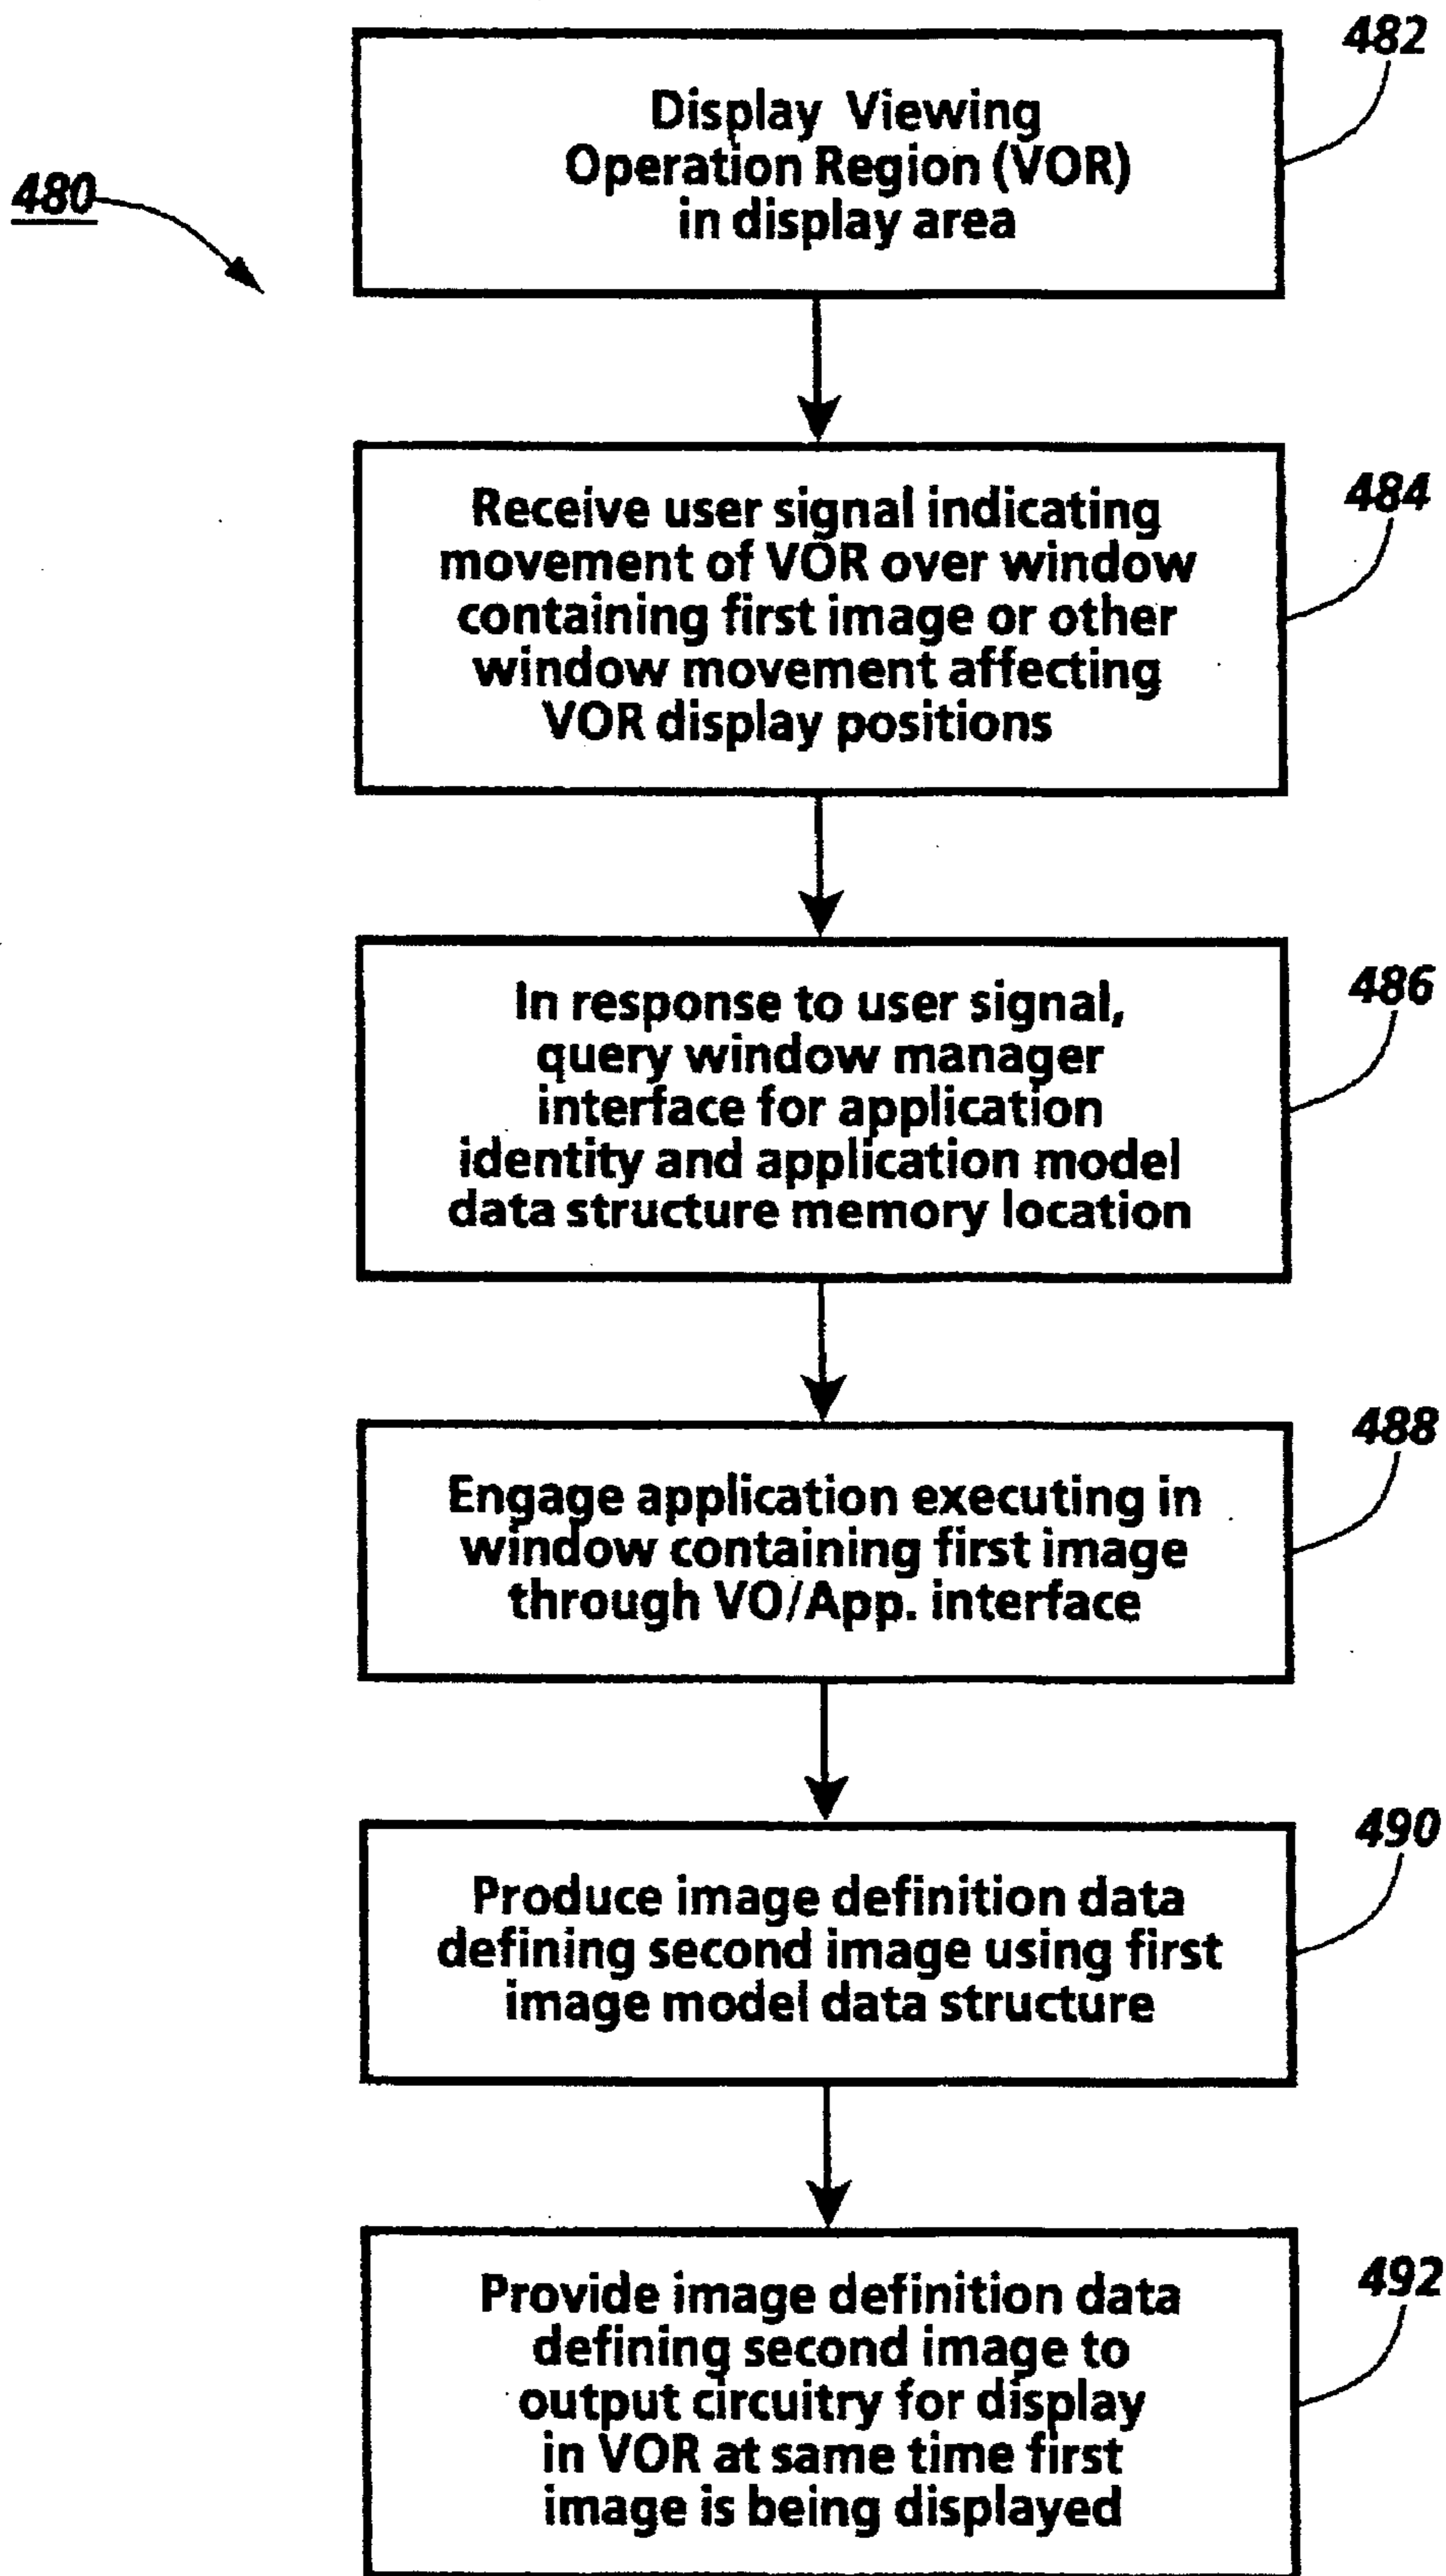 482
Display Viewing
Operation Region (VOR)
in display area
480
484
Receive user signal indicating
movement of VOR over window
containing first image or other
window movement affecting
VOR display positions
486
In response to user signal,
query window manager
interface for application
identity and application model
data structure memory location
488
Engage application executing in
window containing first image
through VO/App. interface
490
Produce image definition data
defining second image using first
image model data structure
492
Provide image definition data
defining second image to
output circuitry for display
in VOR at same time first
image is being displayed